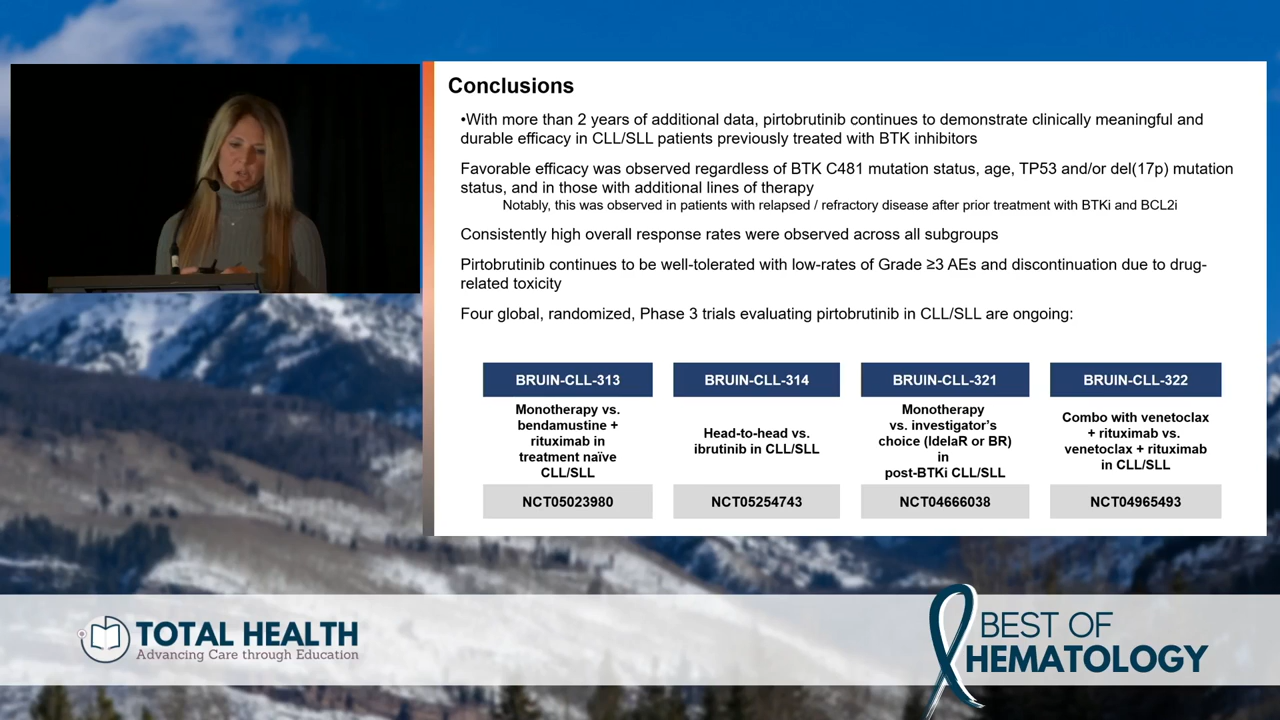 Conclusions
•With more than 2 years of additional data, pirtobrutinib continues to demonstrate clinically meaningful and
durable efficacy in CLL/SLL patients previously treated with BTK inhibitors
Favorable efficacy was observed regardless of BTK C481 mutation status, age, TP53 and/or del(17p) mutation
status, and in those with additional lines of therapy
Notably, this was observed in patients with relapsed / refractory disease after prior treatment with BTKi and BCL2i
Consistently high overall response rates were observed across all subgroups
Pirtobrutinib continues to be well-tolerated with low-rates of Grade ≥3 AEs and discontinuation due to drug-
related toxicity
Four global, randomized, Phase 3 trials evaluating pirtobrutinib in CLL/SLL are ongoing:
BRUIN-CLL-313
Monotherapy vs.
bendamustine +
rituximab in
treatment naïve
CLL/SLL
NCT05023980
BRUIN-CLL-314
Head-to-head vs.
ibrutinib in CLL/SLL
NCT05254743
BRUIN-CLL-321
Monotherapy
vs. investigator's
choice (IdelaR or BR)
in
post-BTKi CLL/SLL
NCT04666038
BRUIN-CLL-322
Combo with venetoclax
+ rituximab vs.
venetoclax + rituximab
in CLL/SLL
NCT04965493
TOTAL HEALTH
Advancing Care through Education
BEST OF
HEMATOLOGY